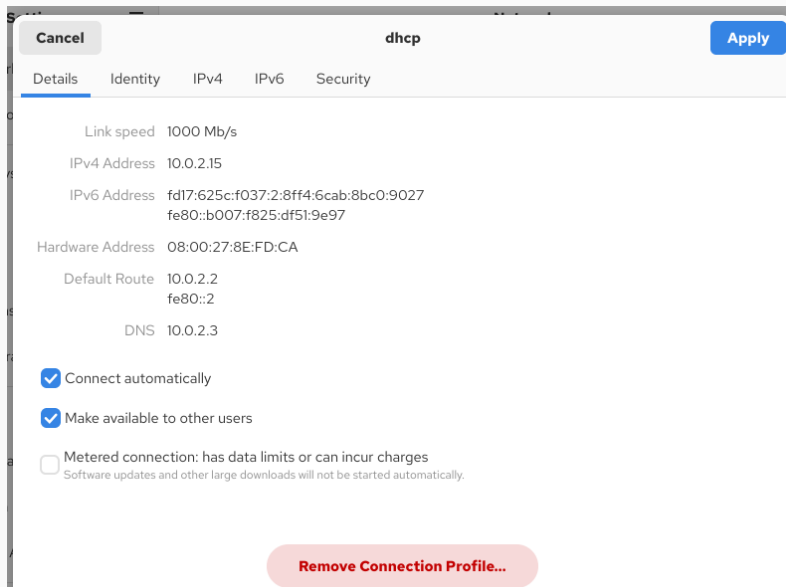 Cancel
dhcp
Apply
Details Identity IPv4 IPv6 Security
Link speed 1000 Mb/s
IPv4 Address 10.0.2.15
IPv6 Address fd17:625c:f037:2:8ff4:6cab:8bc0:9027
fe80::b007:f825:df51:9e97
Hardware Address 08:00:27:8E:FD:CA
Default Route 10.0.2.2
fe80::2
DNS 10.0.2.3
Connect automatically
Make available to other users
Metered connection: has data limits or can incur charges
Software updates and other large downloads will not be started automatically.
Remove Connection Profile...